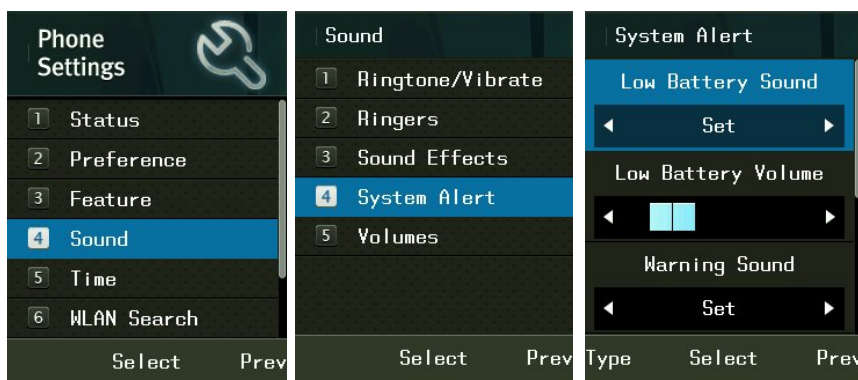 Phone
Settings
1 Status
2 Preference
3 Feature
4 Sound
5 Time
6 WLAN Search
Select Prev
Sound
1 Ringtone/Vibrate
2 Ringers
3 Sound Effects
4 System Alert
5 Volumes
Select Prev
System Alert
Low Battery Sound
Set
Low Battery Volume
Warning Sound
Set
Type Select Prev